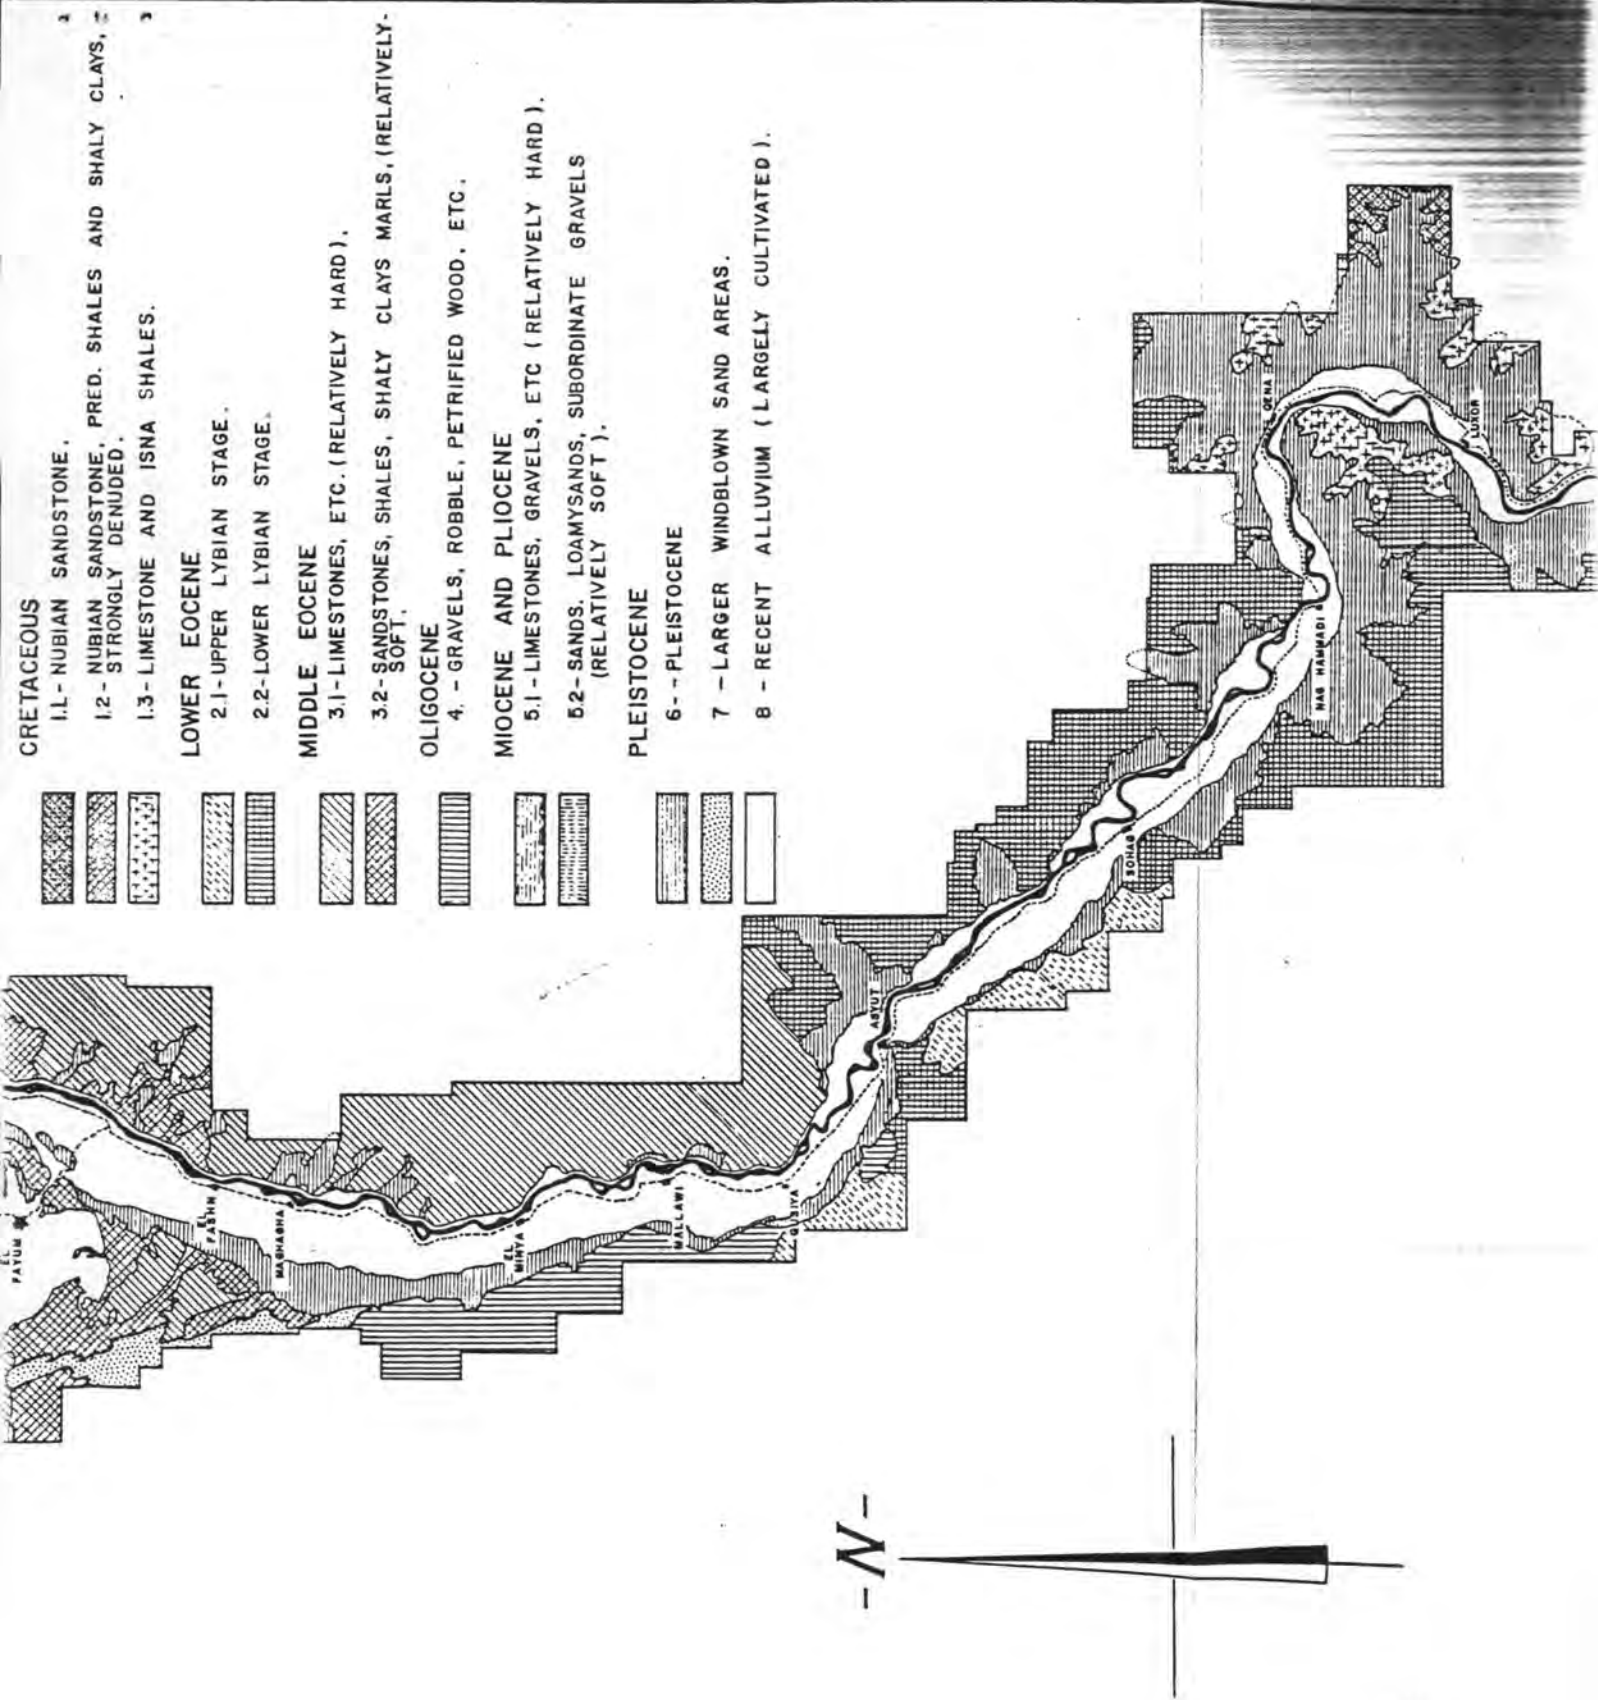 CRETACEOUS
1.1.- NUBIAN SANDSTONE.
1.2- NUBIAN SANDSTONE, PRED. SHALES AND SHALY CLAYS,
STRONGLY DENUDED.
1.3- LIMESTONE AND ISNA SHALES.
LOWER EOCENE
2.1- UPPER LYBIAN STAGE.
2.2- LOWER LYBIAN STAGE.
MIDDLE EOCENE
3.1- LIMESTONES, ETC. (RELATIVELY HARD).
3.2- SANDSTONES, SHALES, SHALY CLAYS MARLS, (RELATIVELY-
SOFT.
OLIGOCENE
4. - GRAVELS, ROBBLE, PETRIFIED WOOD, ETC.
MIOCENE AND PLIOCENE
5.1- LIMESTONES, GRAVELS, ETC (RELATIVELY HARD).
5.2- SANDS, LOAMYSANDS, SUBORDINATE GRAVELS
(RELATIVELY SOFT).
PLEISTOCENE
6- - PLEISTOCENE
7 - LARGER WINDBLOWN SAND AREAS.
8 - RECENT ALLUVIUM (LARGELY CULTIVATED).
EL
FAYUM
EL
FASHN
MAGHAGHA
EL
MINYA
MALLAWI
QUSIYA
ASYUT
SOHAG
NAG HAMMADI
QENA
LUXOR
-N-